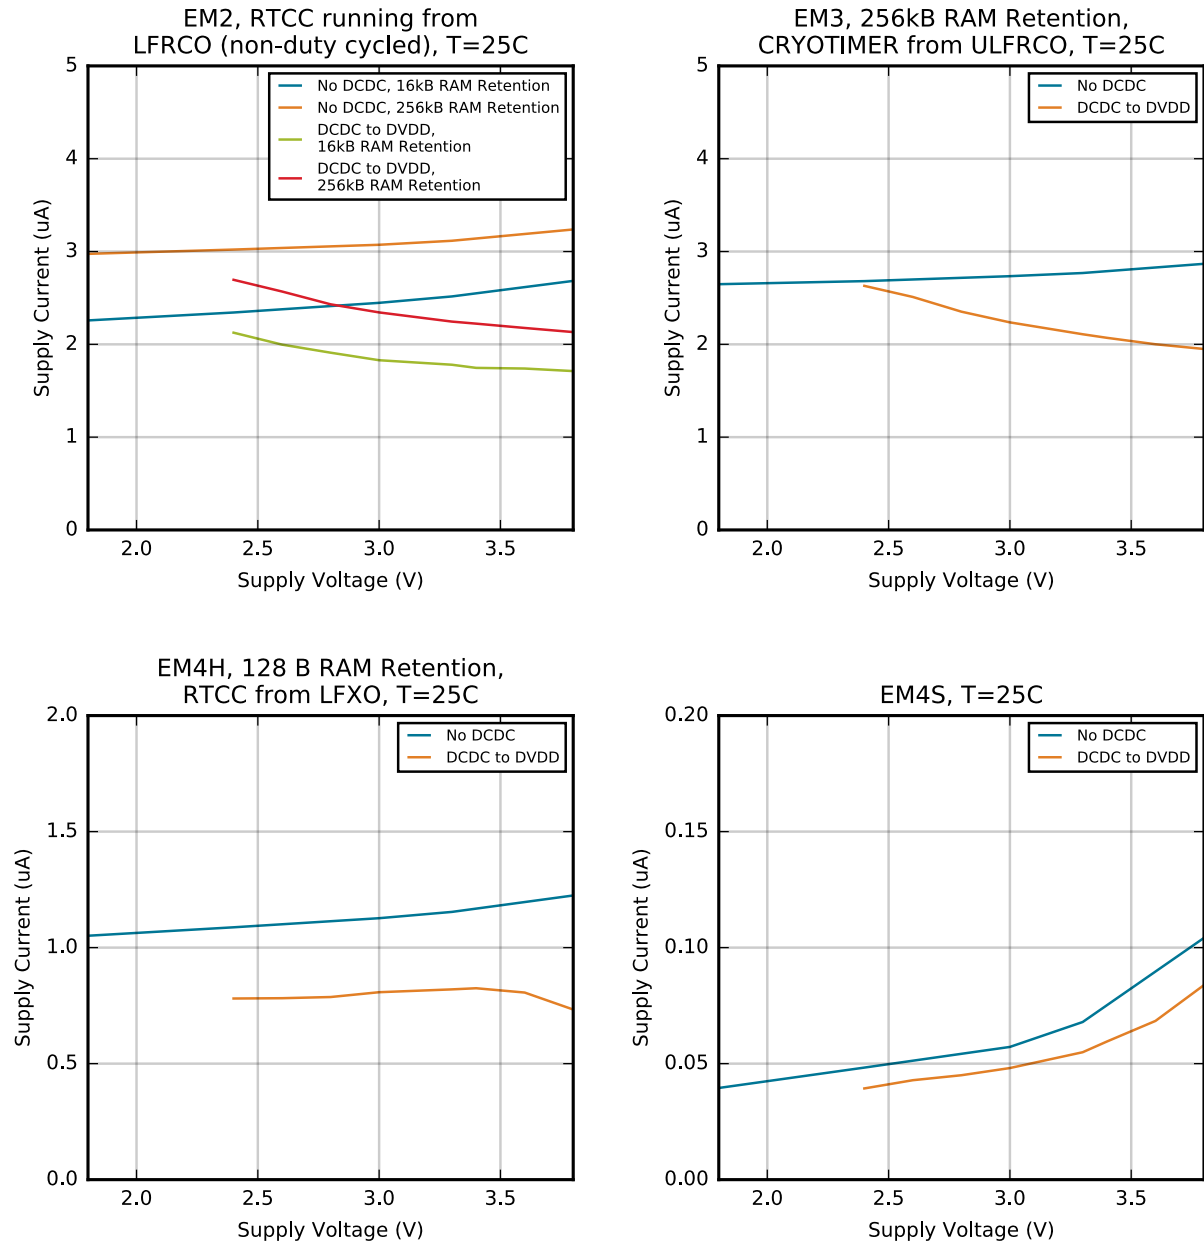 EM2, RTCC running from
LFRCO (non-duty cycled), T=25C
5
4
3
2
1
0
Supply Current (uA)
No DCDC, 16kB RAM Retention
No DCDC, 256kB RAM Retention
DCDC to DVDD,
16kB RAM Retention
DCDC to DVDD,
256kB RAM Retention
2.0
2.5
3.0
3.5
Supply Voltage (V)
EM3, 256kB RAM Retention,
CRYOTIMER from ULFRCO, T=25C
5
4
3
2
1
0
Supply Current (uA)
No DCDC
DCDC to DVDD
2.0
2.5
3.0
3.5
Supply Voltage (V)
EM4H, 128 B RAM Retention,
RTCC from LFXO, T=25C
2.0
1.5
1.0
0.5
0.0
Supply Current (uA)
No DCDC
DCDC to DVDD
2.0
2.5
3.0
3.5
Supply Voltage (V)
EM4S, T=25C
0.20
0.15
0.10
0.05
0.00
Supply Current (uA)
No DCDC
DCDC to DVDD
2.0
2.5
3.0
3.5
Supply Voltage (V)